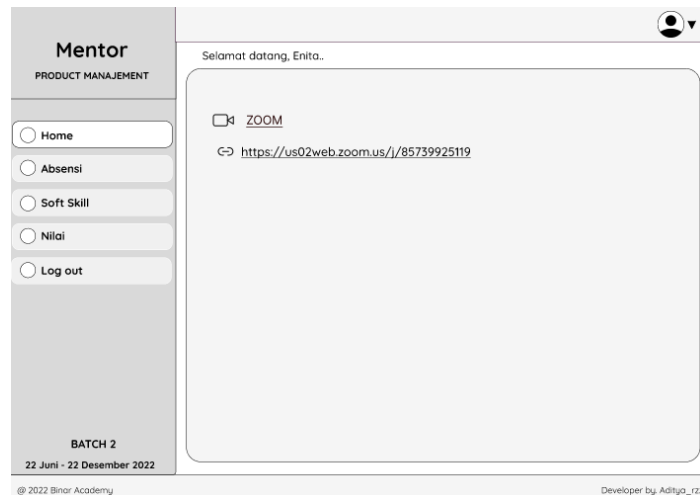 Mentor
PRODUCT MANAJEMENT
Home
Absensi
Soft Skill
Nilai
Log out
BATCH 2
22 Juni - 22 Desember 2022
Selamat datang, Enita..
ZOOM
https://us02web.zoom.us/j/85739925119
@ 2022 Binar Academy
Developer by. Aditya_rz